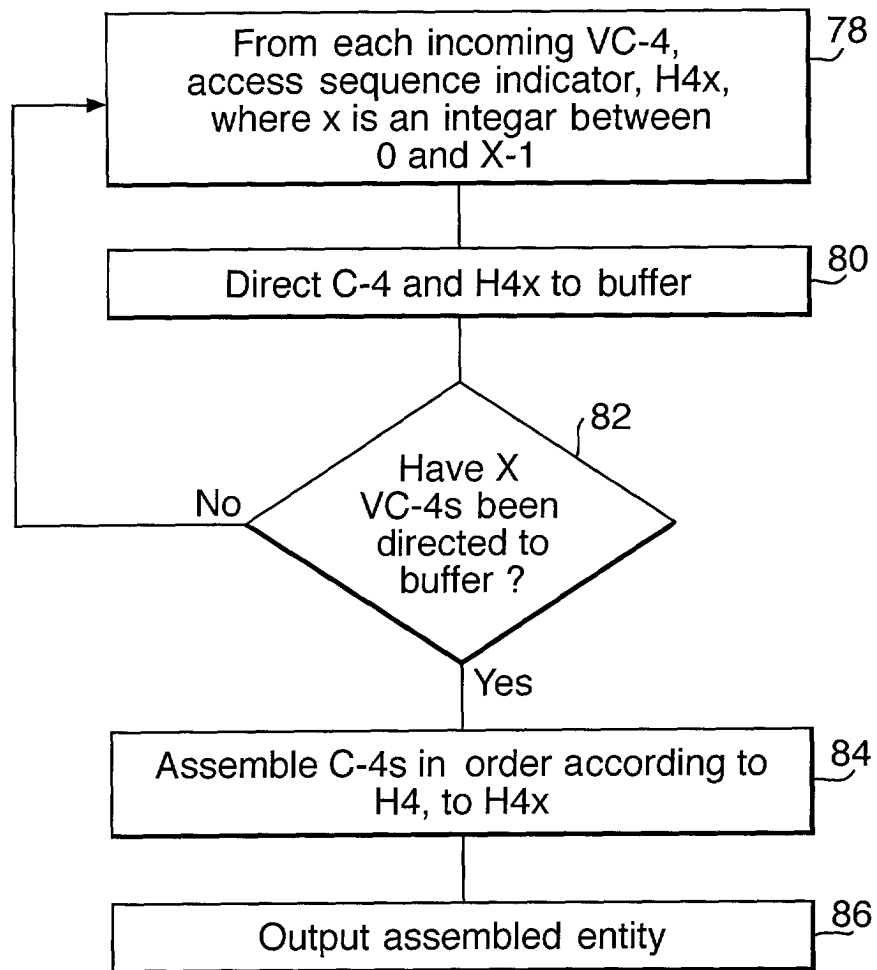 From each incoming VC-4,
access sequence indicator, H4x,
where x is an integar between
0 and X-1
78
Direct C-4 and H4x to buffer
80
82
Have X
VC-4s been
directed to
buffer ?
No
Yes
Assemble C-4s in order according to
H4, to H4x
84
Output assembled entity
86